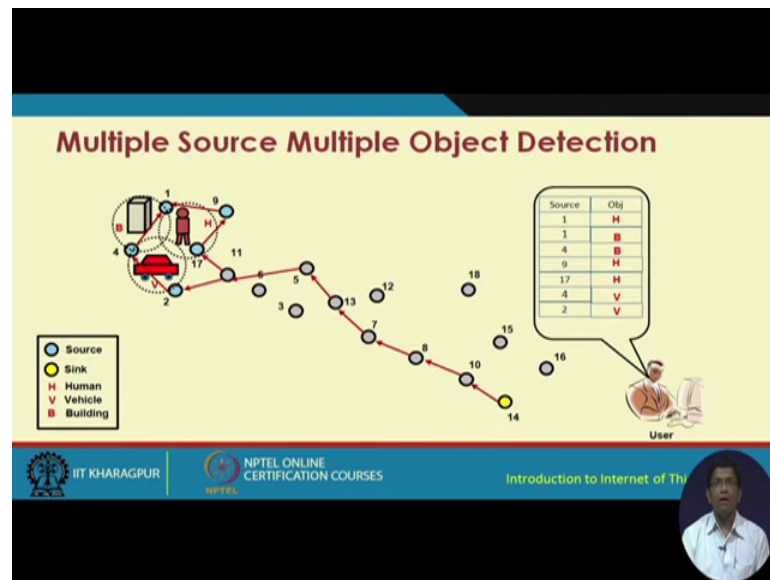 Multiple Source Multiple Object Detection
1
9
B
H
4
17
11
V
2
6
5
3
13
12
18
7
8
15
10
16
14
Source Obj
1 H
1 B
4 B
9 H
17 H
4 V
2 V
User
Source
Sink
H Human
V Vehicle
B Building
IIT KHARAGPUR
NPTEL
NPTEL ONLINE
CERTIFICATION COURSES
Introduction to Internet of Thi